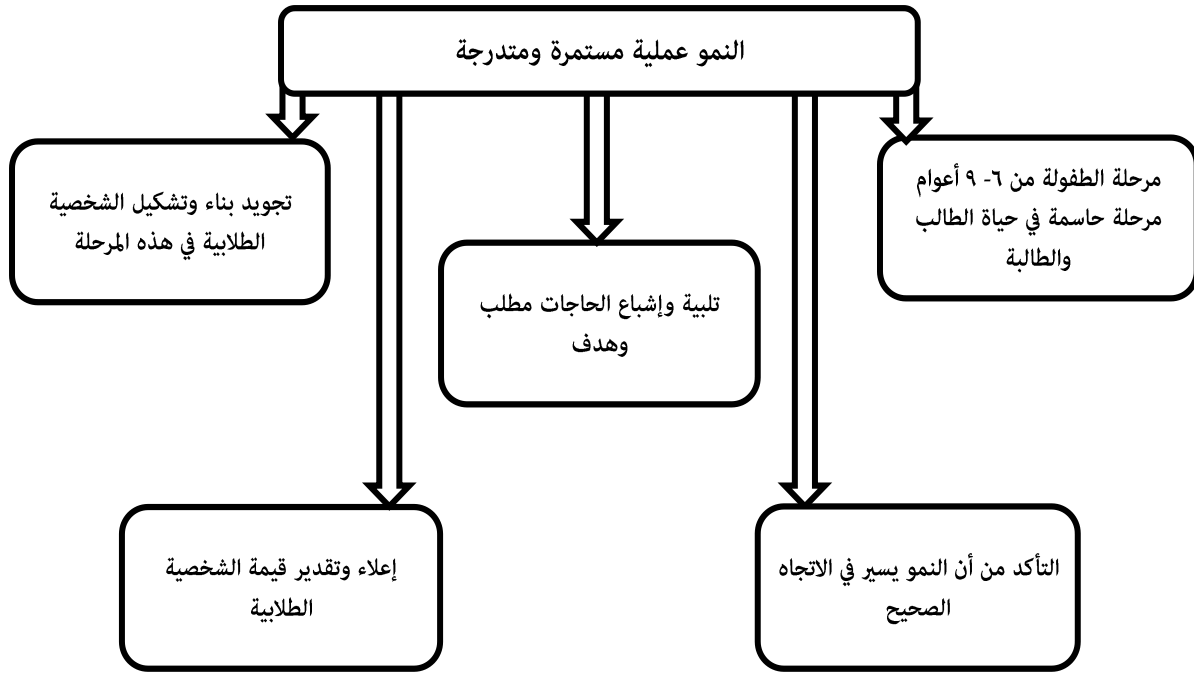 النمو عملية مستمرة ومتدرجة
مرحلة الطفولة من ٦- ٩ أعوام
مرحلة حاسمة في حياة الطالب
والطالبة
التأكد من أن النمو يسير في الاتجاه
الصحيح
تلبية وإشباع الحاجات مطلب
وهدف
إعلاء وتقدير قيمة الشخصية
الطلابية
تجويد بناء وتشكيل الشخصية
الطلابية في هذه المرحلة